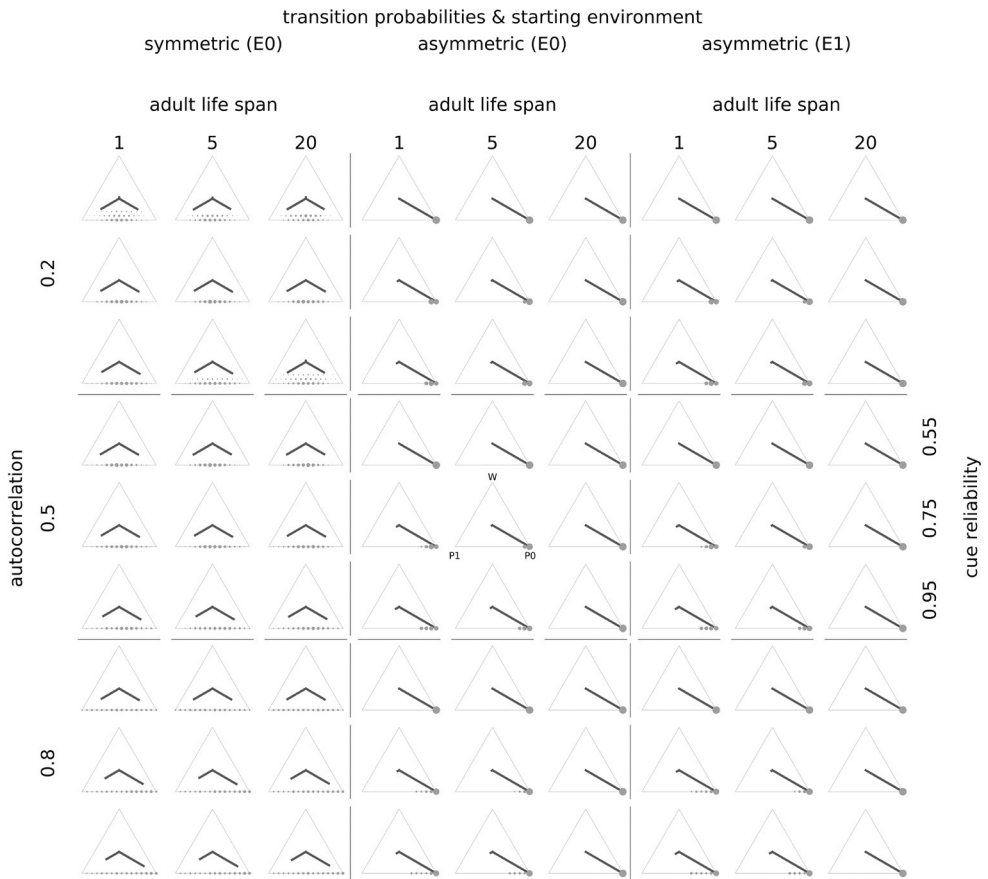 transition probabilities & starting environment
symmetric (E0) asymmetric (E0) asymmetric (E1)
adult life span adult life span adult life span
1 5 20 1 5 20 1 5 20
autocorrelation
0.2
0.5
0.8
W
P1 P0
0.55
0.75
0.95
cue reliability